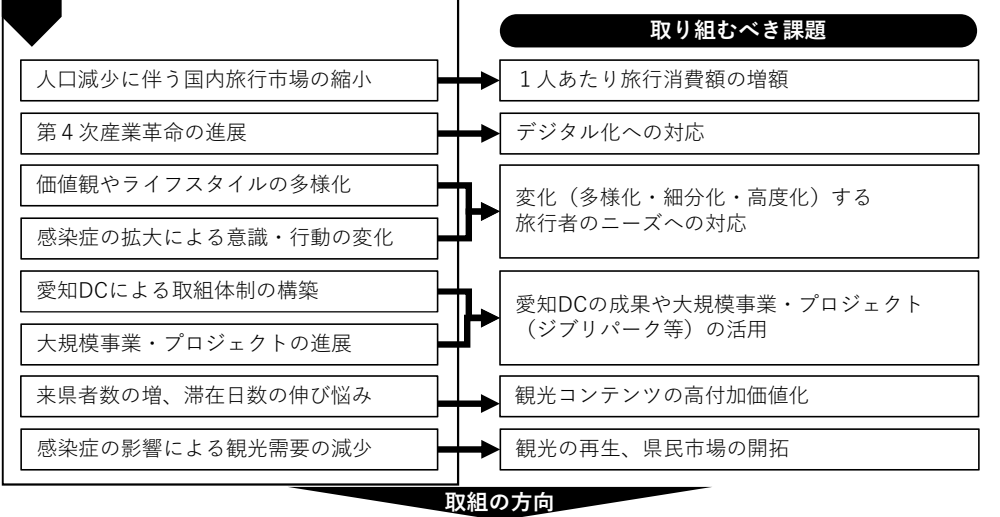 取り組むべき課題
人口減少に伴う国内旅行市場の縮小
１人あたり旅行消費額の増額
第４次産業革命の進展
デジタル化への対応
価値観やライフスタイルの多様化
感染症の拡大による意識・行動の変化
変化（多様化・細分化・高度化）する
旅行者のニーズへの対応
愛知DCによる取組体制の構築
大規模事業・プロジェクトの進展
愛知DCの成果や大規模事業・プロジェクト
（ジブリパーク等）の活用
来県者数の増、滞在日数の伸び悩み
観光コンテンツの高付加価値化
感染症の影響による観光需要の減少
観光の再生、県民市場の開拓
取組の方向